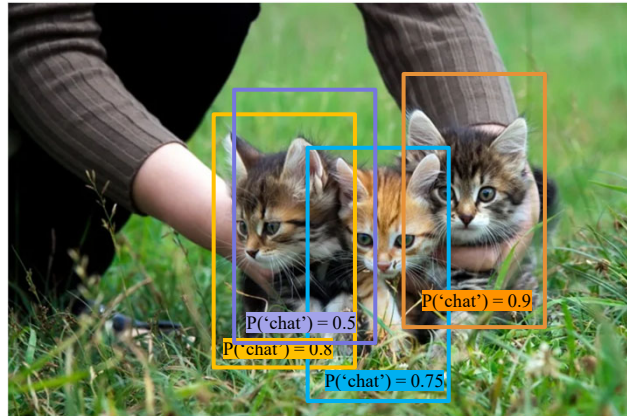 P(‘chat’) = 0.9
P(‘chat’) = 0.5
P(‘chat’) = 0.8
P(‘chat’) = 0.75